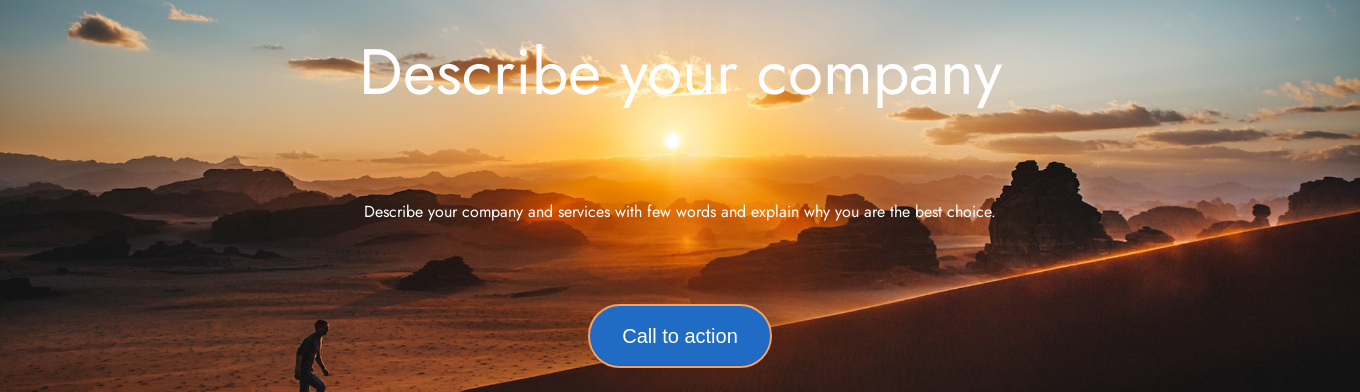 Describe your company
Describe your company and services with few words and explain why you are the best choice.
Call to action